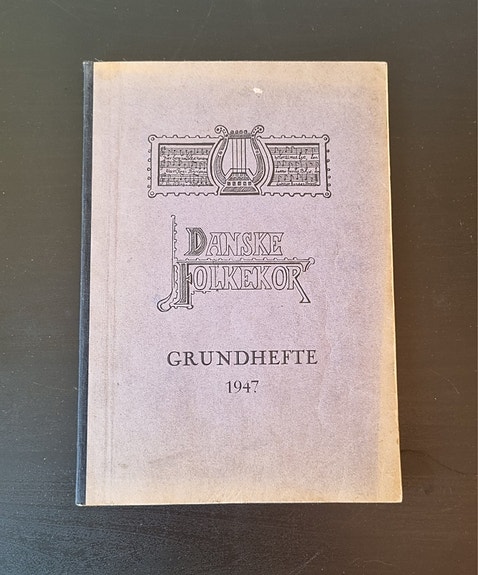 DANSKE
FOLKEKOR
GRUNDHEFTE
1947